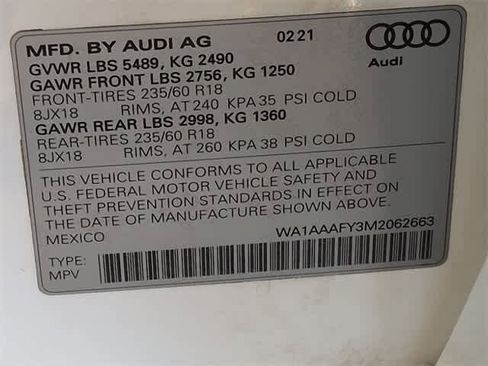 MFD. BY AUDI AG 02 21
GVWR LBS 5489, KG 2490
GAWR FRONT LBS 2756, KG 1250
FRONT-TIRES 235/60 R18
8JX18 RIMS, AT 240 KPA 35 PSI COLD
GAWR REAR LBS 2998, KG 1360
REAR-TIRES 235/60 R18
8JX18 RIMS, AT 260 KPA 38 PSI COLD
Audi
THIS VEHICLE CONFORMS TO ALL APPLICABLE
U.S. FEDERAL MOTOR VEHICLE SAFETY AND
THEFT PREVENTION STANDARDS IN EFFECT ON
THE DATE OF MANUFACTURE SHOWN ABOVE.
MEXICO WA1AAAFY3M2062663
TYPE:
MPV